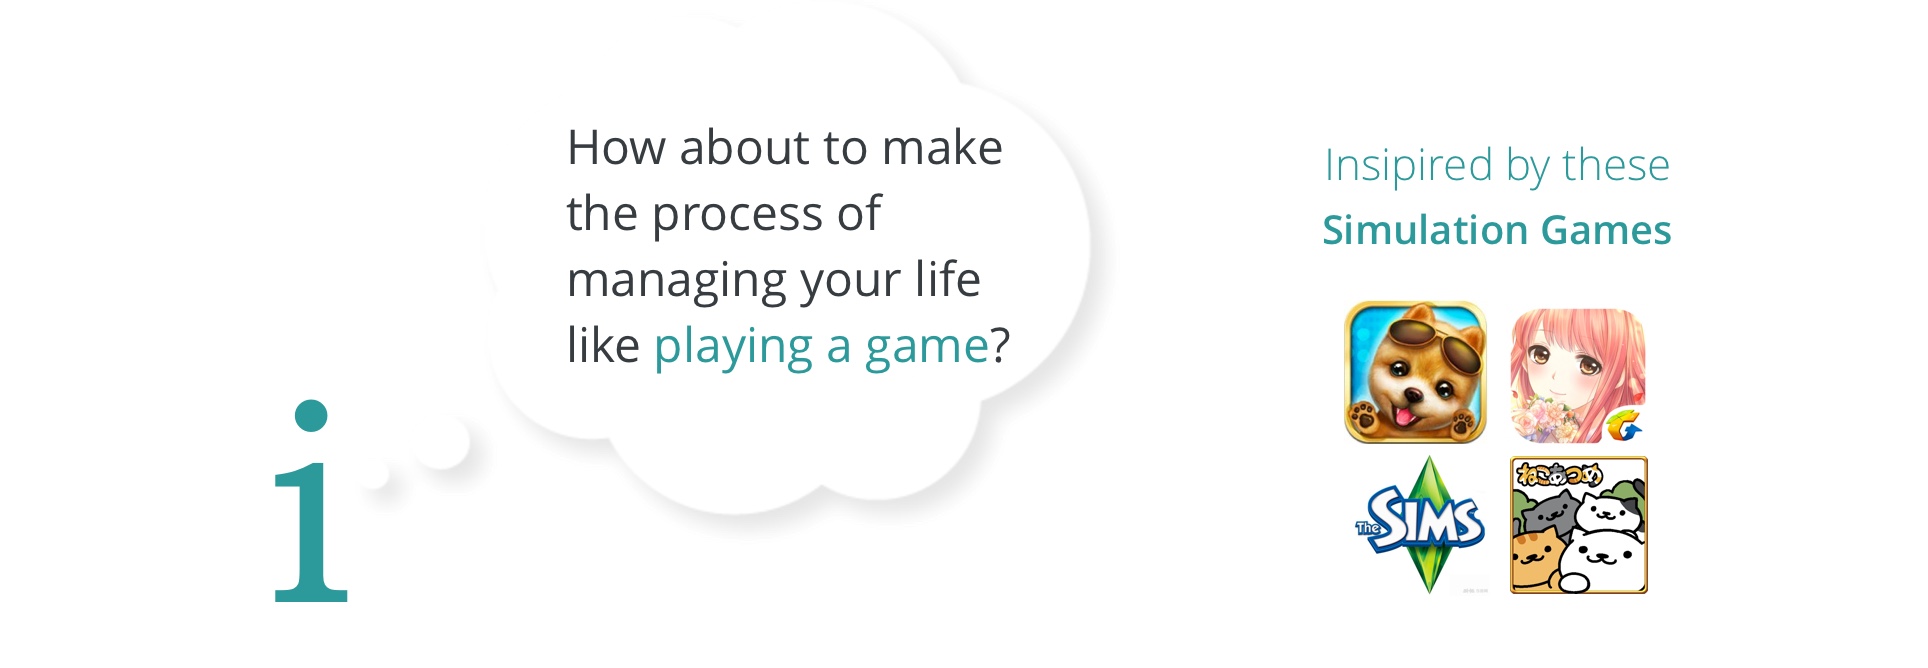 How about to make
the process of
managing your life
like playing a game?
i
Insipired by these
Simulation Games
The SIMS
ねこあつめ